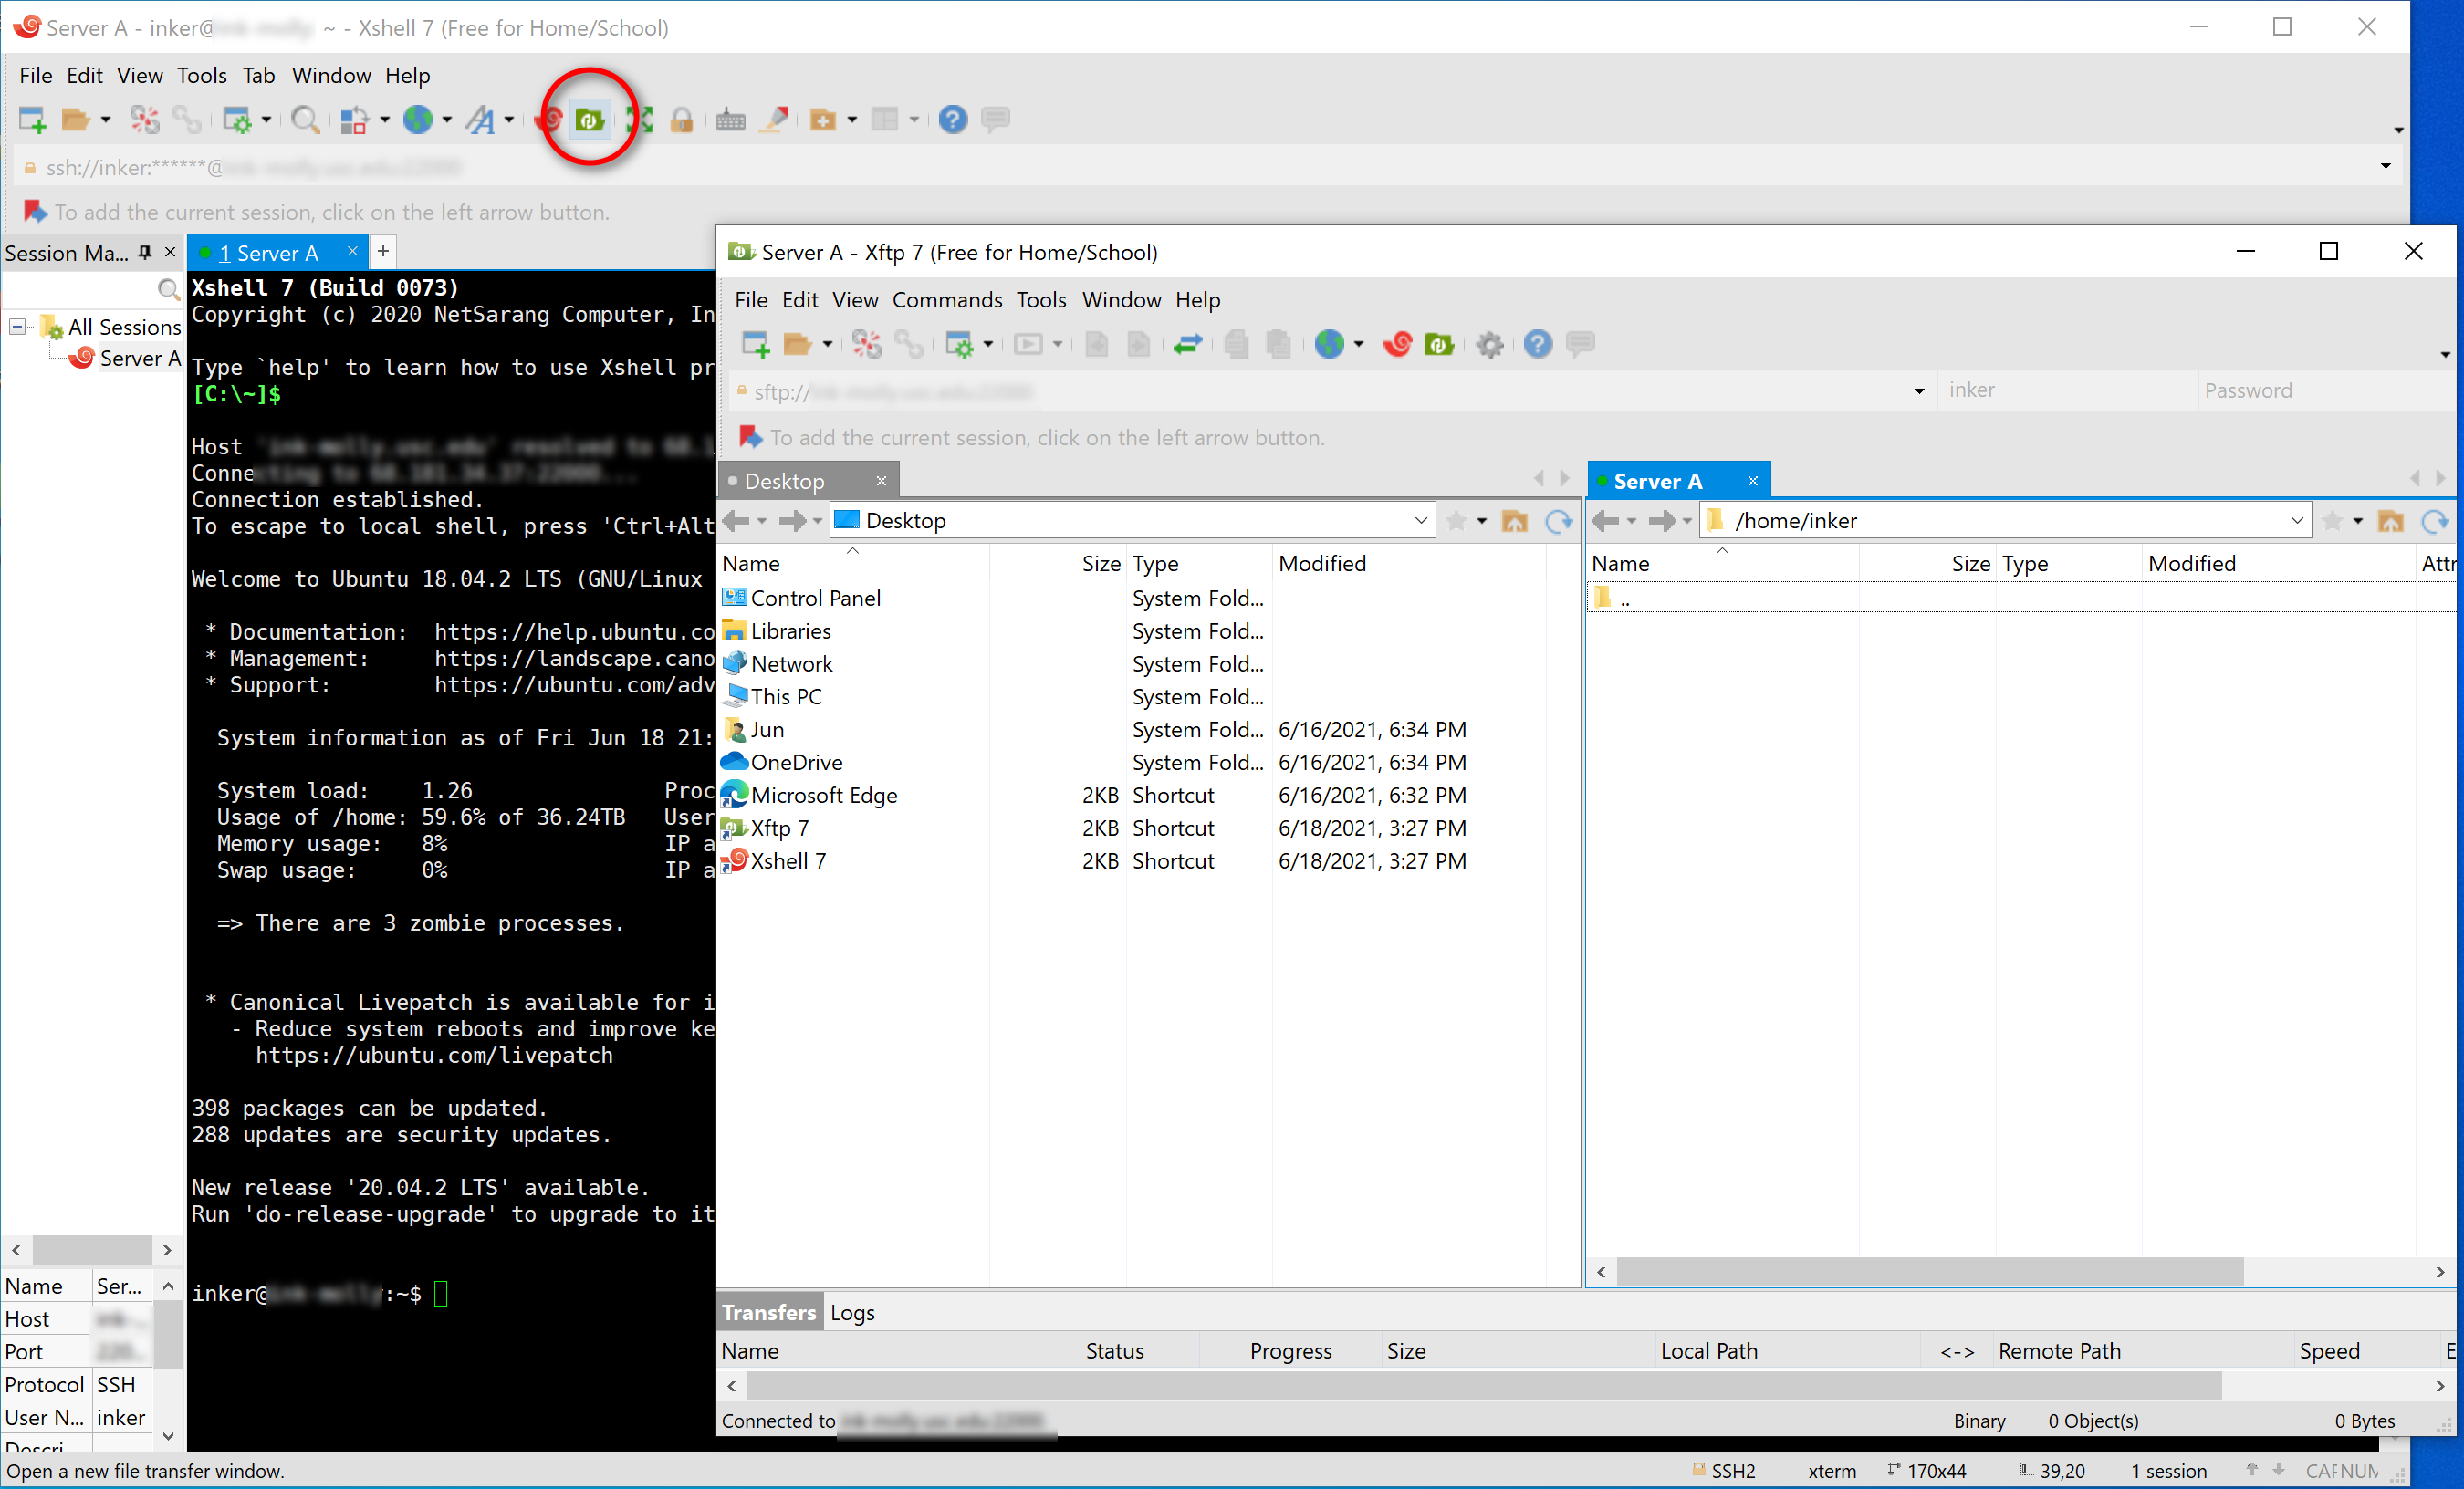 Server A - inker@ ~ - Xshell 7 (Free for Home/School)
File Edit View Tools Tab Window Help
ssh://inker:******@
To add the current session, click on the left arrow button.
Session Ma...
1 Server A
+
All Sessions
Server A
Xshell 7 (Build 0073)
Copyright (c) 2020 NetSarang Computer, In
Type `help' to learn how to use Xshell pr
[C:\~]$
Host 'ink-molly.usc.edu' resolved to
Connecting to
Connection established.
To escape to local shell, press 'Ctrl+Alt
Welcome to Ubuntu 18.04.2 LTS (GNU/Linux
* Documentation: https://help.ubuntu.co
* Management: https://landscape.cano
* Support: https://ubuntu.com/adv
System information as of Fri Jun 18 21:
System load: 1.26 Proc
Usage of /home: 59.6% of 36.24TB User
Memory usage: 8% IP a
Swap usage: 0% IP a
=> There are 3 zombie processes.
* Canonical Livepatch is available for i
- Reduce system reboots and improve ke
https://ubuntu.com/livepatch
398 packages can be updated.
288 updates are security updates.
New release '20.04.2 LTS' available.
Run 'do-release-upgrade' to upgrade to it
inker@ :~$
Name Ser...
Host
Port
Protocol SSH
User N... inker
Descri
Server A - Xftp 7 (Free for Home/School)
File Edit View Commands Tools Window Help
sftp:// inker Password
To add the current session, click on the left arrow button.
Desktop
Desktop
Name Size Type Modified
Control Panel System Fold...
Libraries System Fold...
Network System Fold...
This PC System Fold...
Jun System Fold... 6/16/2021, 6:34 PM
OneDrive System Fold... 6/16/2021, 6:34 PM
Microsoft Edge 2KB Shortcut 6/16/2021, 6:32 PM
Xftp 7 2KB Shortcut 6/18/2021, 3:27 PM
Xshell 7 2KB Shortcut 6/18/2021, 3:27 PM
Server A
/home/inker
Name Size Type Modified Attr
..
Transfers Logs
Name Status Progress Size Local Path <-> Remote Path Speed E
Connected to Binary 0 Object(s) 0 Bytes
Open a new file transfer window. SSH2 xterm 170x44 39,20 1 session CAP NUM